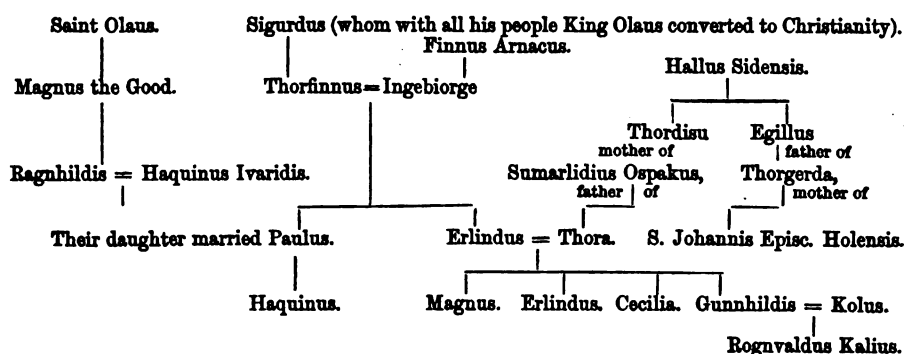 Saint Olaus. Sigurdus (whom with all his people King Olaus converted to Christianity).
Finnus Arnacus.
Hallus Sidensis.
Magnus the Good. Thorfinnus = Ingebiorge
Thordisu Egillus
mother of father of
Ragnhildis = Haquinus Ivaridis. Sumarlidius Ospakus, Thorgerda,
father of mother of
Their daughter married Paulus. Erlindus = Thora. S. Johannis Episc. Holensis.
Haquinus. Magnus. Erlindus. Cecilia. Gunnhildis = Kolus.
Rognvaldus Kalius.